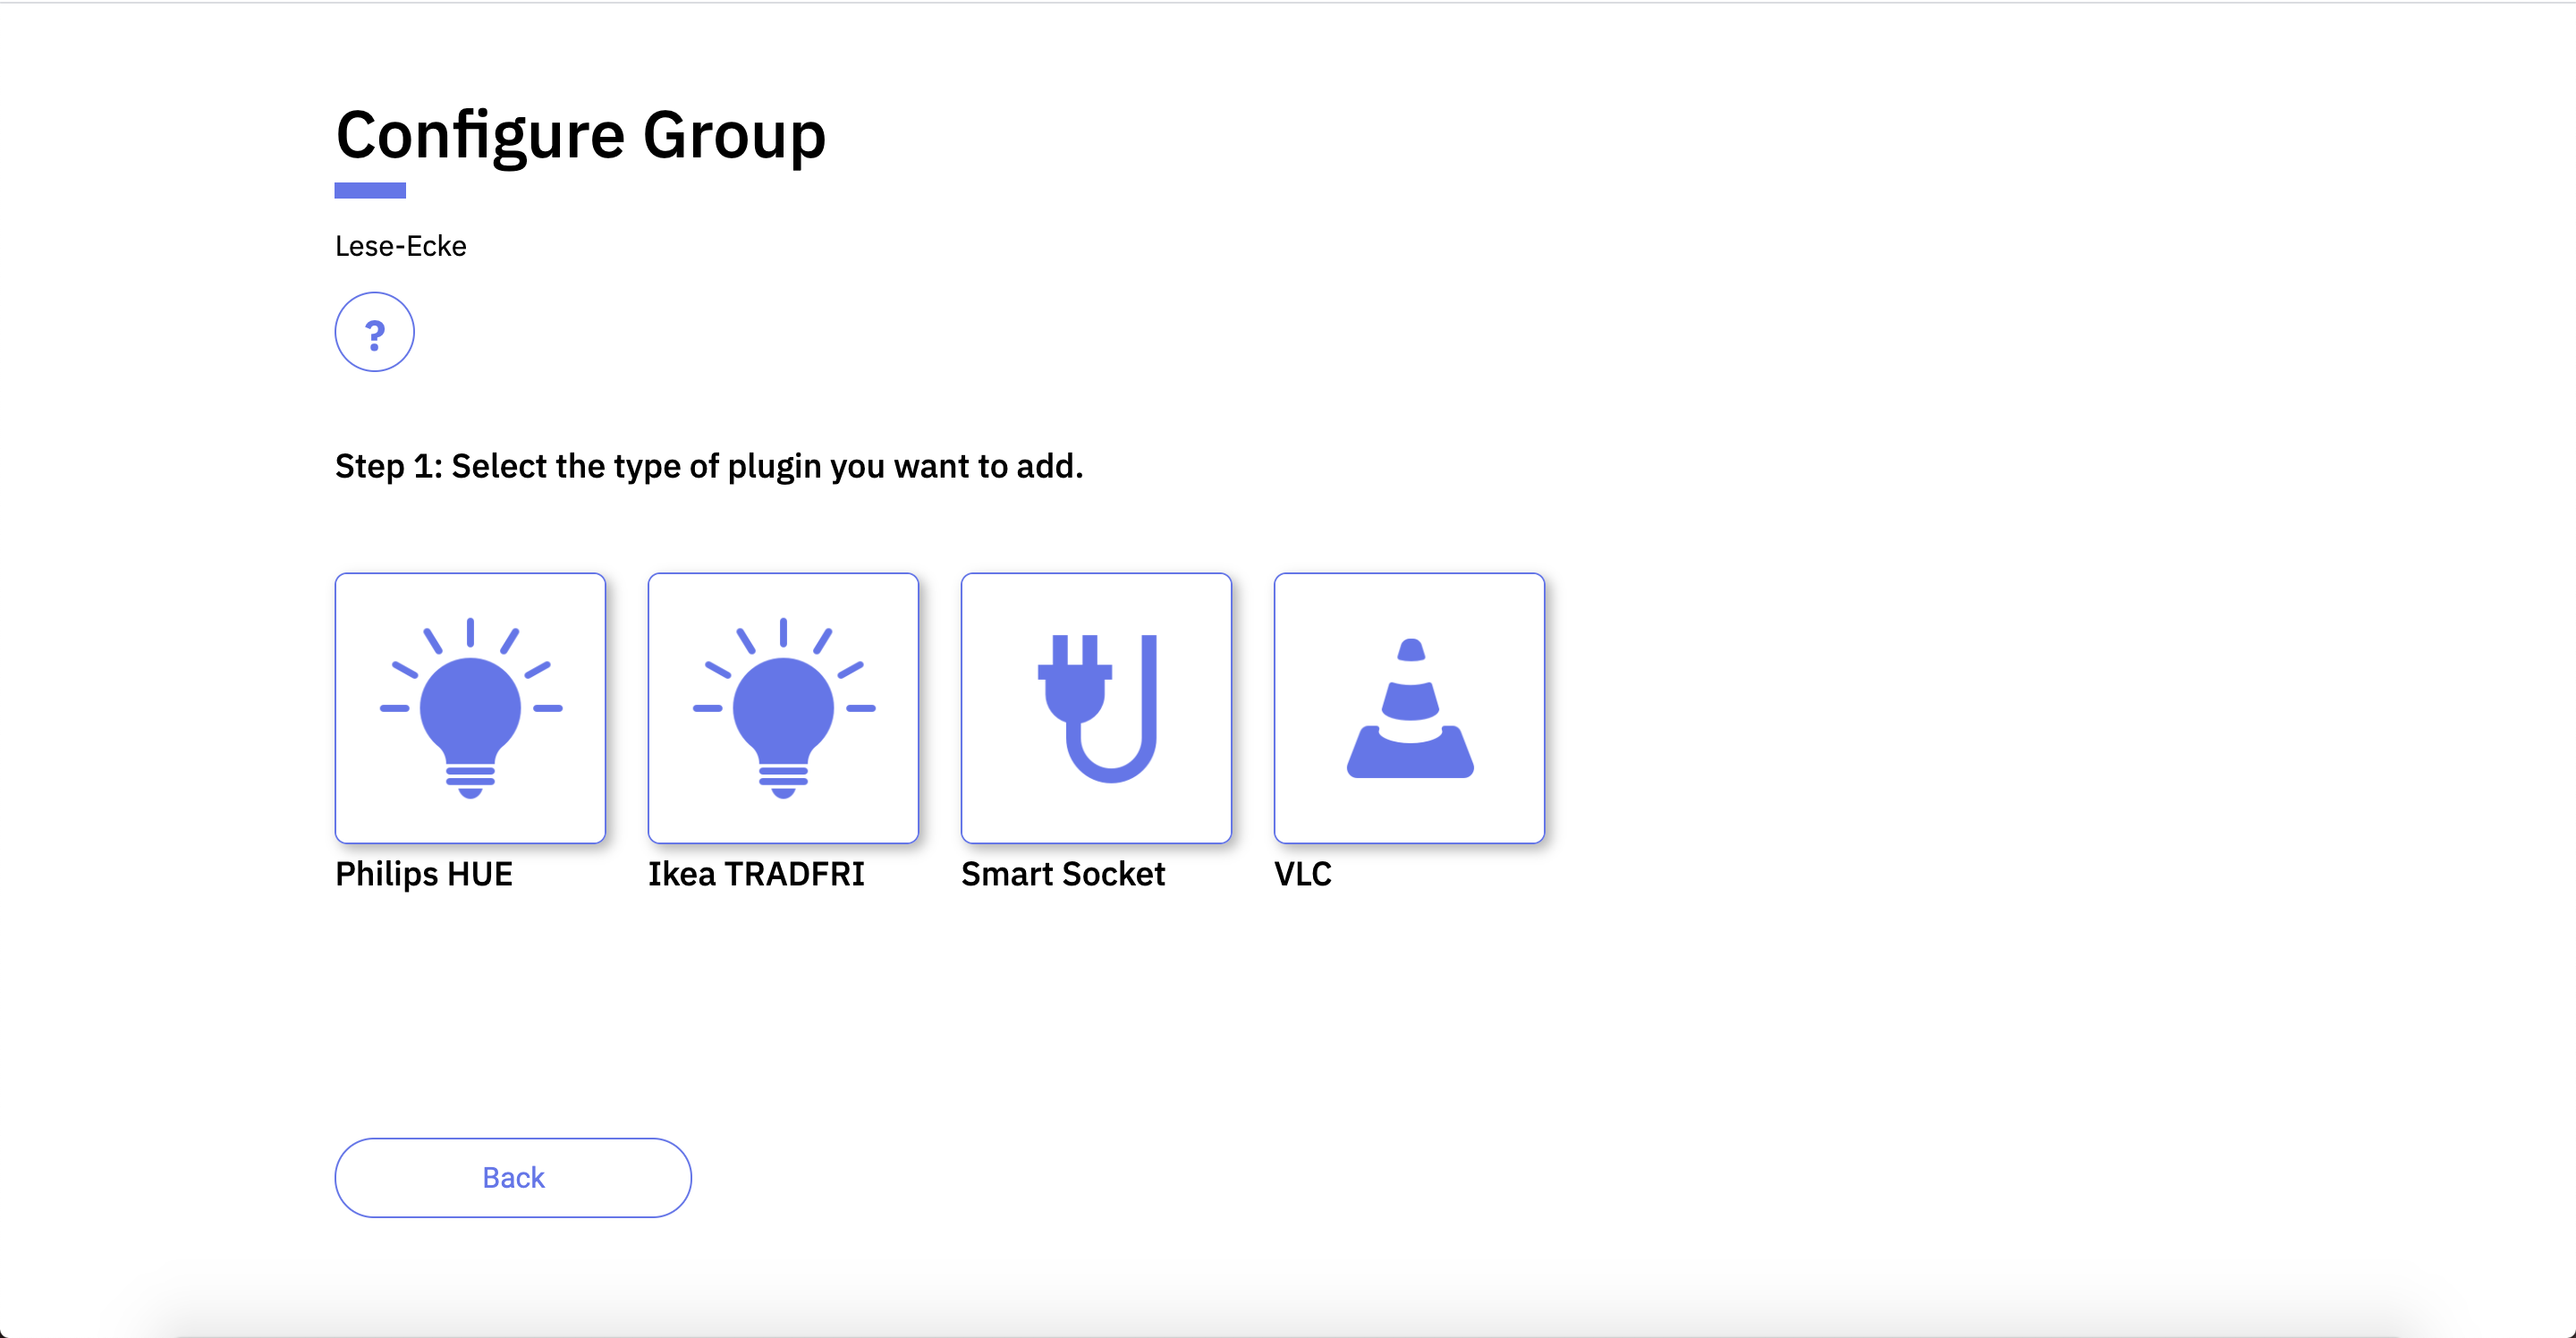 Configure Group
Lese-Ecke
?
Step 1: Select the type of plugin you want to add.
Philips HUE
Ikea TRADFRI
Smart Socket
VLC
Back